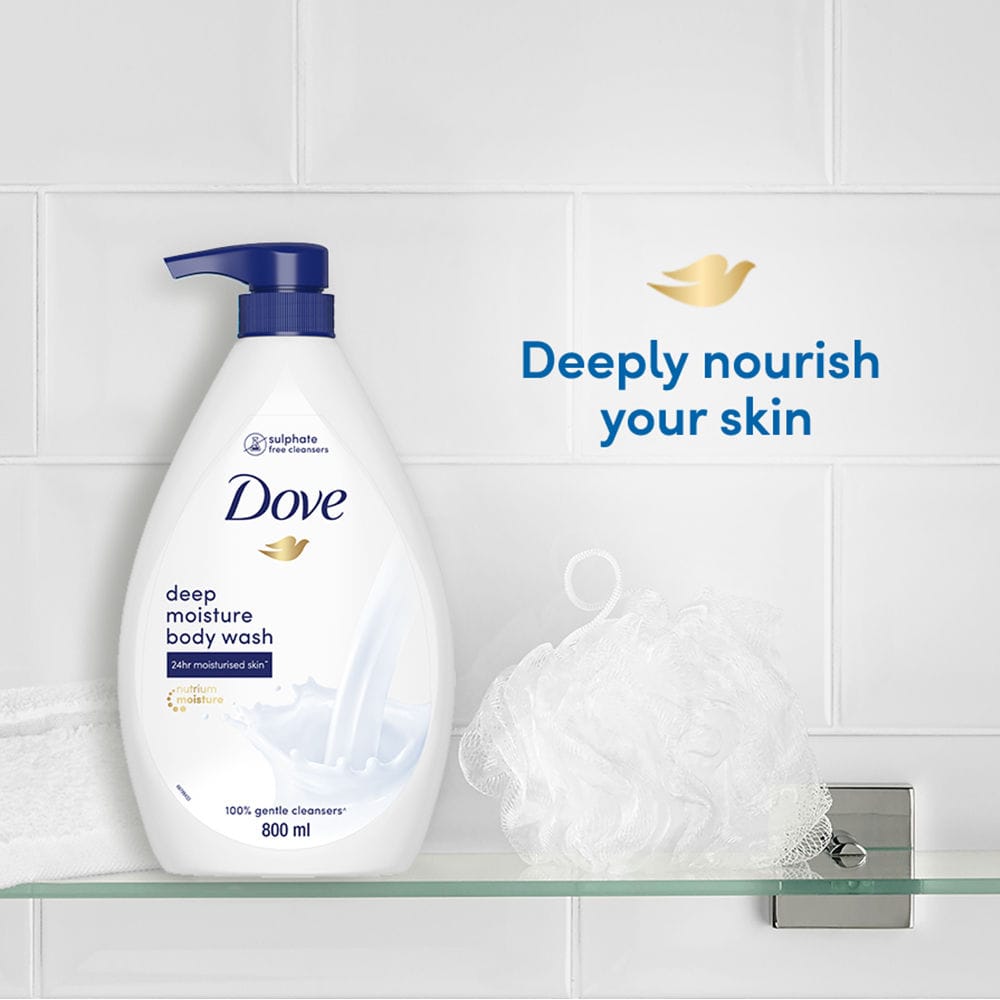 sulphate
free cleansers
Dove
deep
moisture
body wash
24hr moisturised skin~
nutrium
moisture
100% gentle cleansers^
800 ml
Deeply nourish
your skin